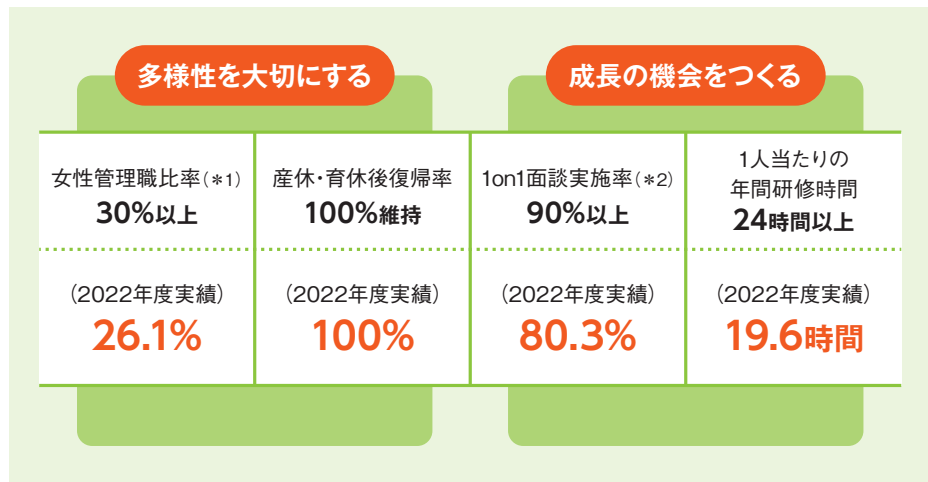 多様性を大切にする
成長の機会をつくる
女性管理職比率(*1)
30%以上
産休・育休後復帰率
100%維持
1on1面談実施率(*2)
90%以上
1人当たりの
年間研修時間
24時間以上
(2022年度実績)
26.1%
(2022年度実績)
100%
(2022年度実績)
80.3%
(2022年度実績)
19.6時間